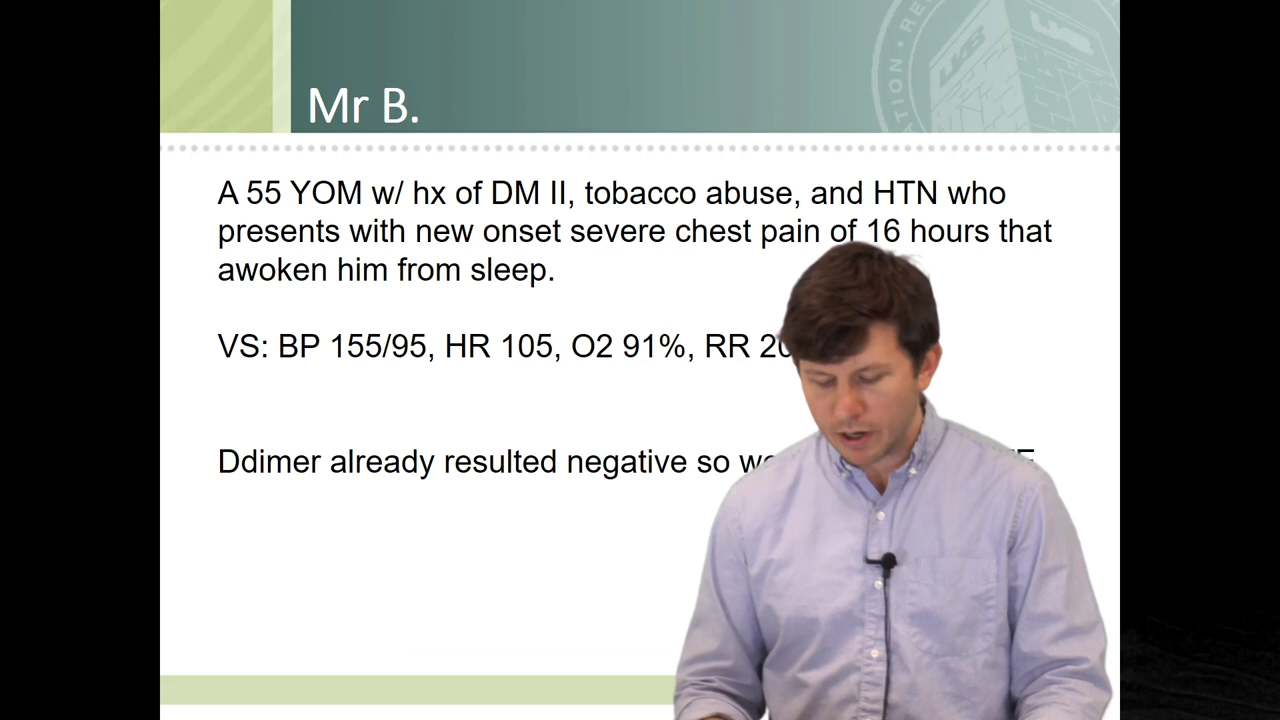 Mr B.
A 55 YOM w/ hx of DM II, tobacco abuse, and HTN who
presents with new onset severe chest pain of 16 hours that
awoken him from sleep.
VS: BP 155/95, HR 105, O2 91%, RR 20
Ddimer already resulted negative so
UAB